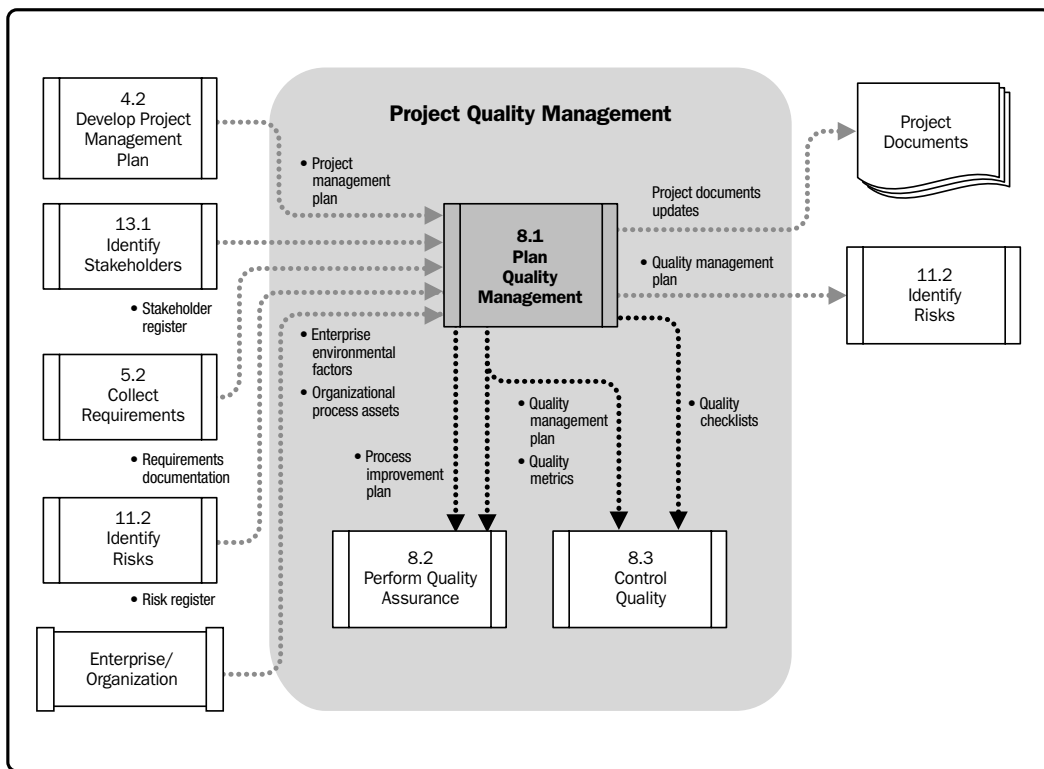 4.2
Develop Project
Management
Plan
13.1
Identify
Stakeholders
• Stakeholder
register
5.2
Collect
Requirements
• Requirements
documentation
11.2
Identify
Risks
• Risk register
Enterprise/
Organization
Project Quality Management
• Project
management
plan
8.1
Plan
Quality
Management
• Enterprise
environmental
factors
• Organizational
process assets
• Process
improvement
plan
• Quality
management
plan
• Quality
metrics
• Quality
checklists
8.2
Perform Quality
Assurance
8.3
Control
Quality
Project documents
updates
• Quality management
plan
Project
Documents
11.2
Identify
Risks